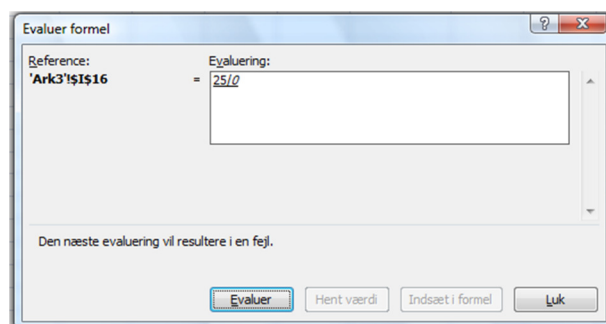 Evaluer formel
Reference:
Evaluering:
'Ark3'!$I$16
=
25/0
Den næste evaluering vil resultere i en fejl.
Evaluer
Hent værdi
Indsæt i formel
Luk